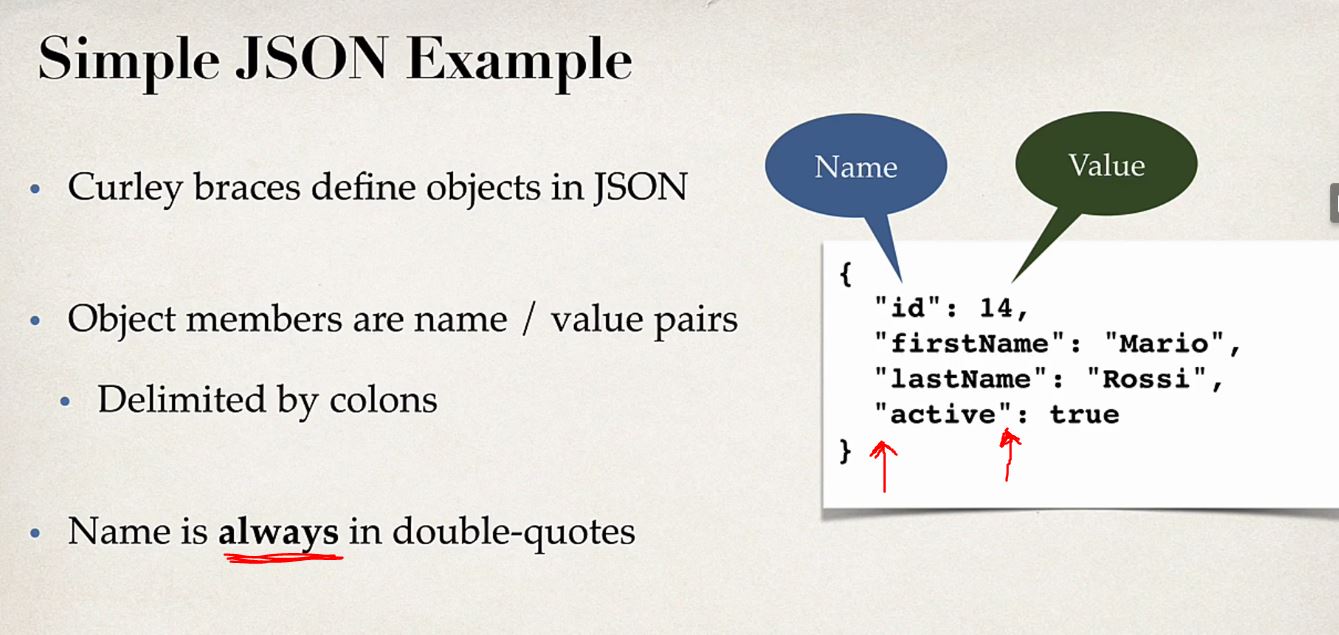 Simple JSON Example
• Curley braces define objects in JSON
• Object members are name / value pairs
• Delimited by colons
• Name is always in double-quotes
Name
Value
{
"id": 14,
"firstName": "Mario",
"lastName": "Rossi",
"active": true
}